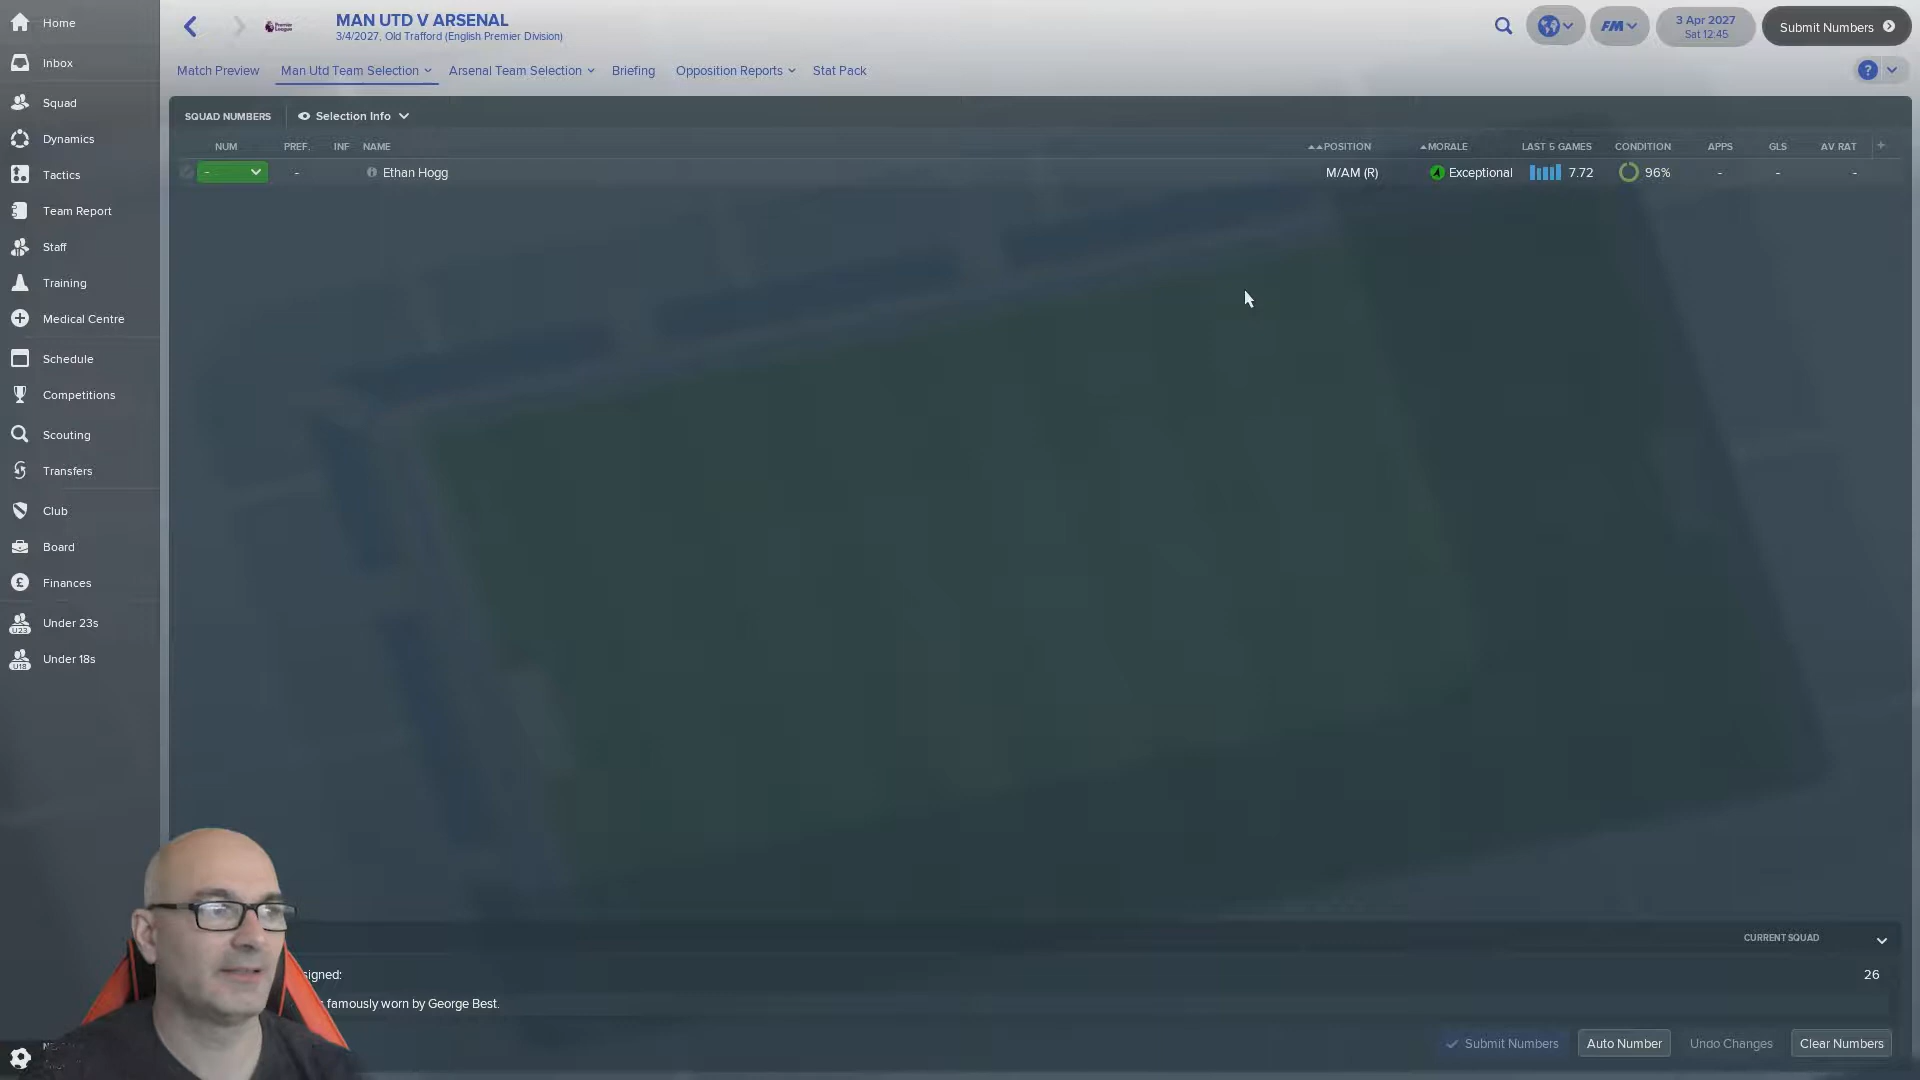 Home
Inbox
Squad
Dynamics
Tactics
Team Report
Staff
Training
Medical Centre
Schedule
Competitions
Scouting
Transfers
Club
Board
Finances
Under 23s
Under 18s
U23
U18
Premier League
MAN UTD V ARSENAL
3/4/2027, Old Trafford (English Premier Division)
FM
3 Apr 2027
Sat 12:45
Submit Numbers
Match Preview Man Utd Team Selection Arsenal Team Selection Briefing Opposition Reports Stat Pack
?
SQUAD NUMBERS Selection Info
NUM PREF. INF NAME POSITION MORALE LAST 5 GAMES CONDITION APPS GLS AV RAT +
- - Ethan Hogg M/AM (R) Exceptional 7.72 96% - - -
CURRENT SQUAD
signed: 26
famously worn by George Best.
Submit Numbers Auto Number Undo Changes Clear Numbers